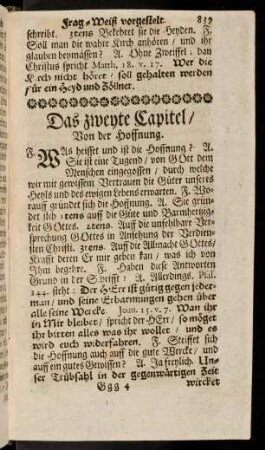 Frag-Weiß vorgestelt. 839
schreibt. 3tens Bekehret sie die Heyden. F.
Soll man die wahre Kirch anhören / und ihr
glauben beymässen? A. Ohne Zweiffel; dan
Christus spricht Matth. 18. v. 17. Wer die
Kirch nicht höret / soll gehalten werden
für ein Heyd und Zöllner.
Das zweyte Capitel /
Von der Hoffnung.
F. WAs heisset und ist die Hoffnung? A.
Sie ist eine Tugend / von GOtt dem
Menschen eingegossen / durch welche
wir mit gewissem Vertrauen die Güter unsers
Heyls und des ewigen Lebens erwarten. F. Wo-
rauff gründet sich die Hoffnung. A. Sie grün-
det sich 1tens auff die Güte und Barmhertzig-
keit GOttes. 2tens. Auff die unfehlbare Ver-
sprechung GOttes in Ansehung der Verdien-
sten Christi. 3tens. Auff die Allmacht GOttes /
Krafft deren Er mir geben kan / was ich von
Ihm begehre. F. Haben diese Antworten
Grund in der Schrifft? A. Allerdings. Psal.
144. stehet: Der HErr ist gütig gegen jeder-
man / und seine Erbarmungen gehen über
alle seine Wercke. Joan. 15. v. 7. Wan ihr
in Mir bleibet / spricht der HErr / so möget
ihr bitten alles was ihr wollet / und es
wird euch widerfahren. F. Steiffet sich
die Hoffnung auch auff die gute Wercke / und
auff ein gutes Gewissen? A. Ja freylich. Un-
ser Trübsahl in der gegenwärtigen Zeit
Ggg 4 wircket